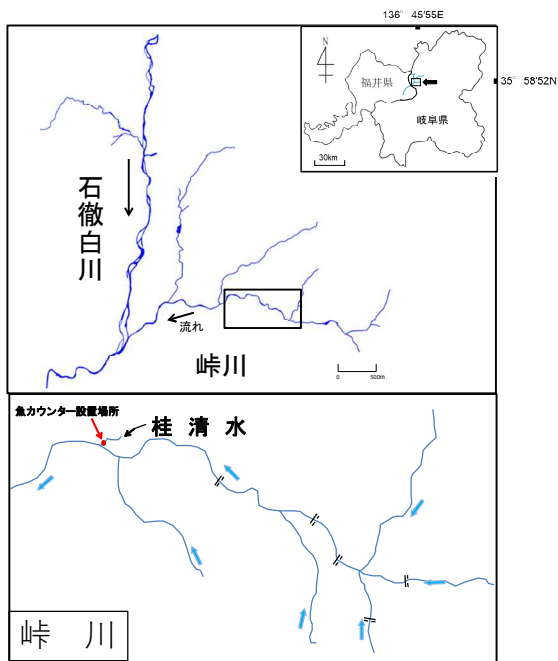 136° 45′55E
N
福井県
35° 58′52N
岐阜県
30km
石徹白川
流れ
峠川
0 500m
魚カウンター設置場所
桂 清 水
峠 川